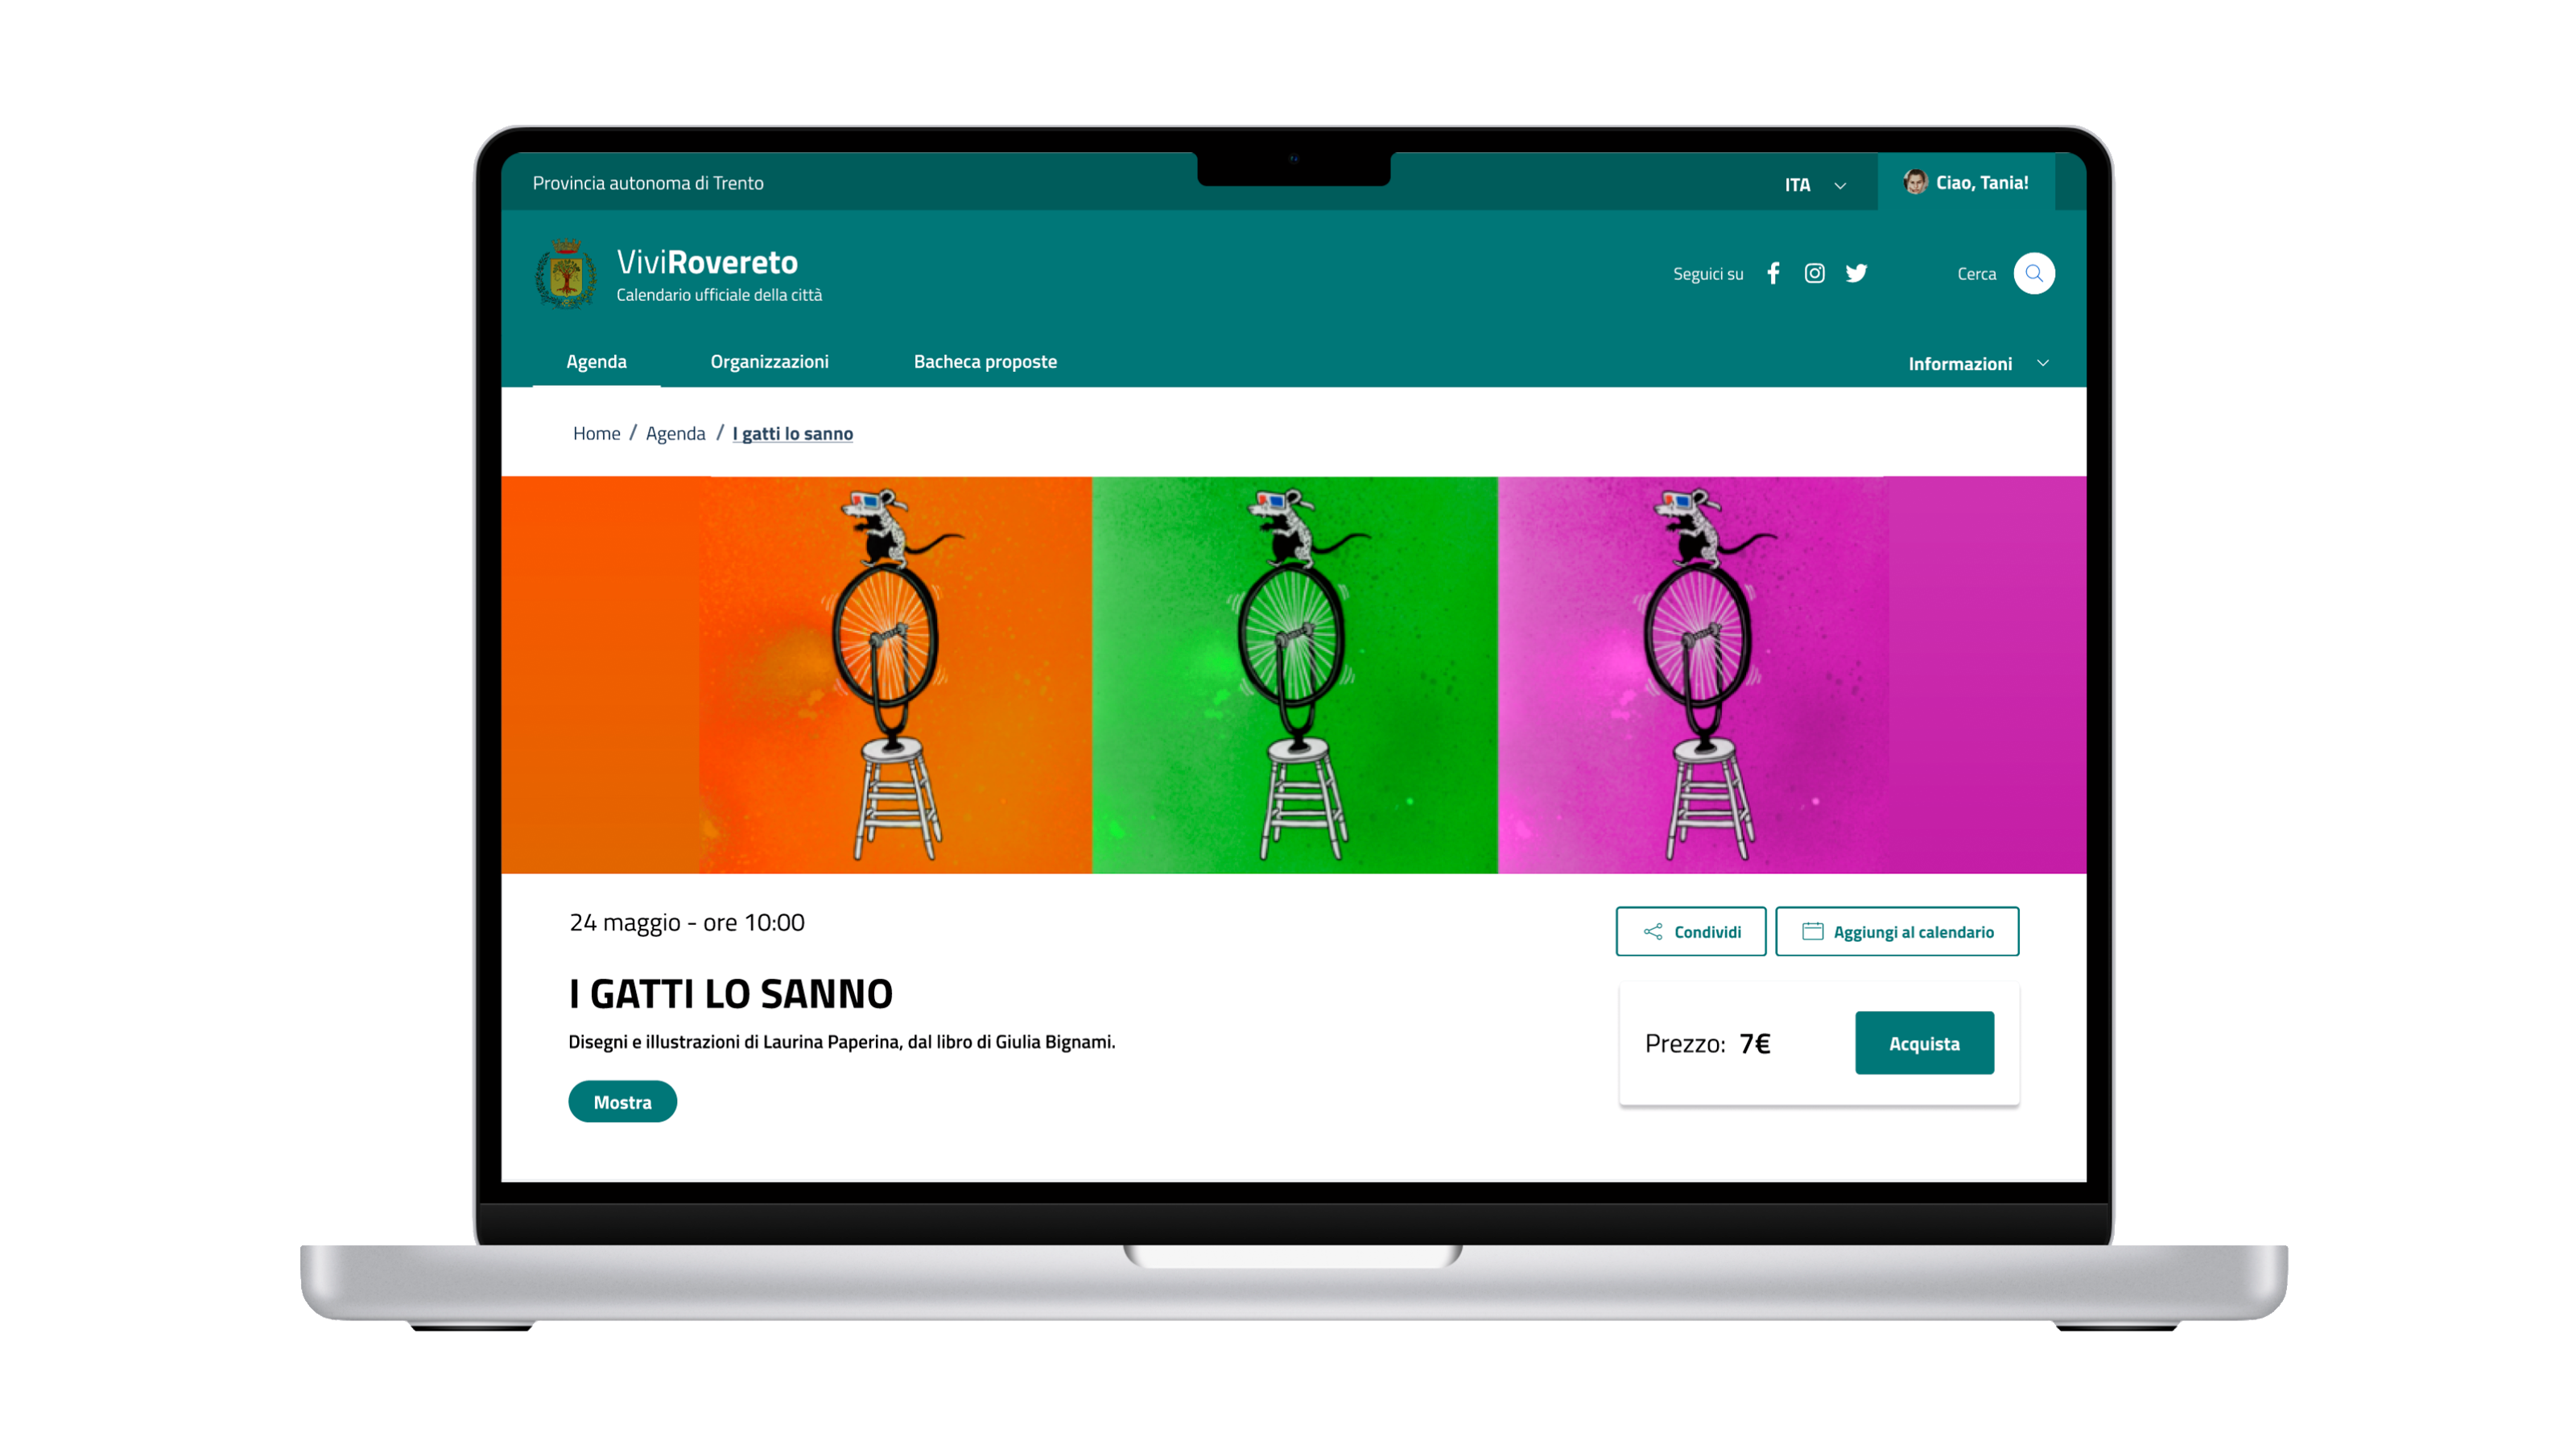 Provincia autonoma di Trento
ITA
Ciao, Tania!
ViviRovereto
Calendario ufficiale della città
Seguici su
Cerca
Agenda
Organizzazioni
Bacheca proposte
Informazioni
Home / Agenda / I gatti lo sanno
24 maggio - ore 10:00
Condividi
Aggiungi al calendario
I GATTI LO SANNO
Disegni e illustrazioni di Laurina Paperina, dal libro di Giulia Bignami.
Prezzo: 7€
Acquista
Mostra